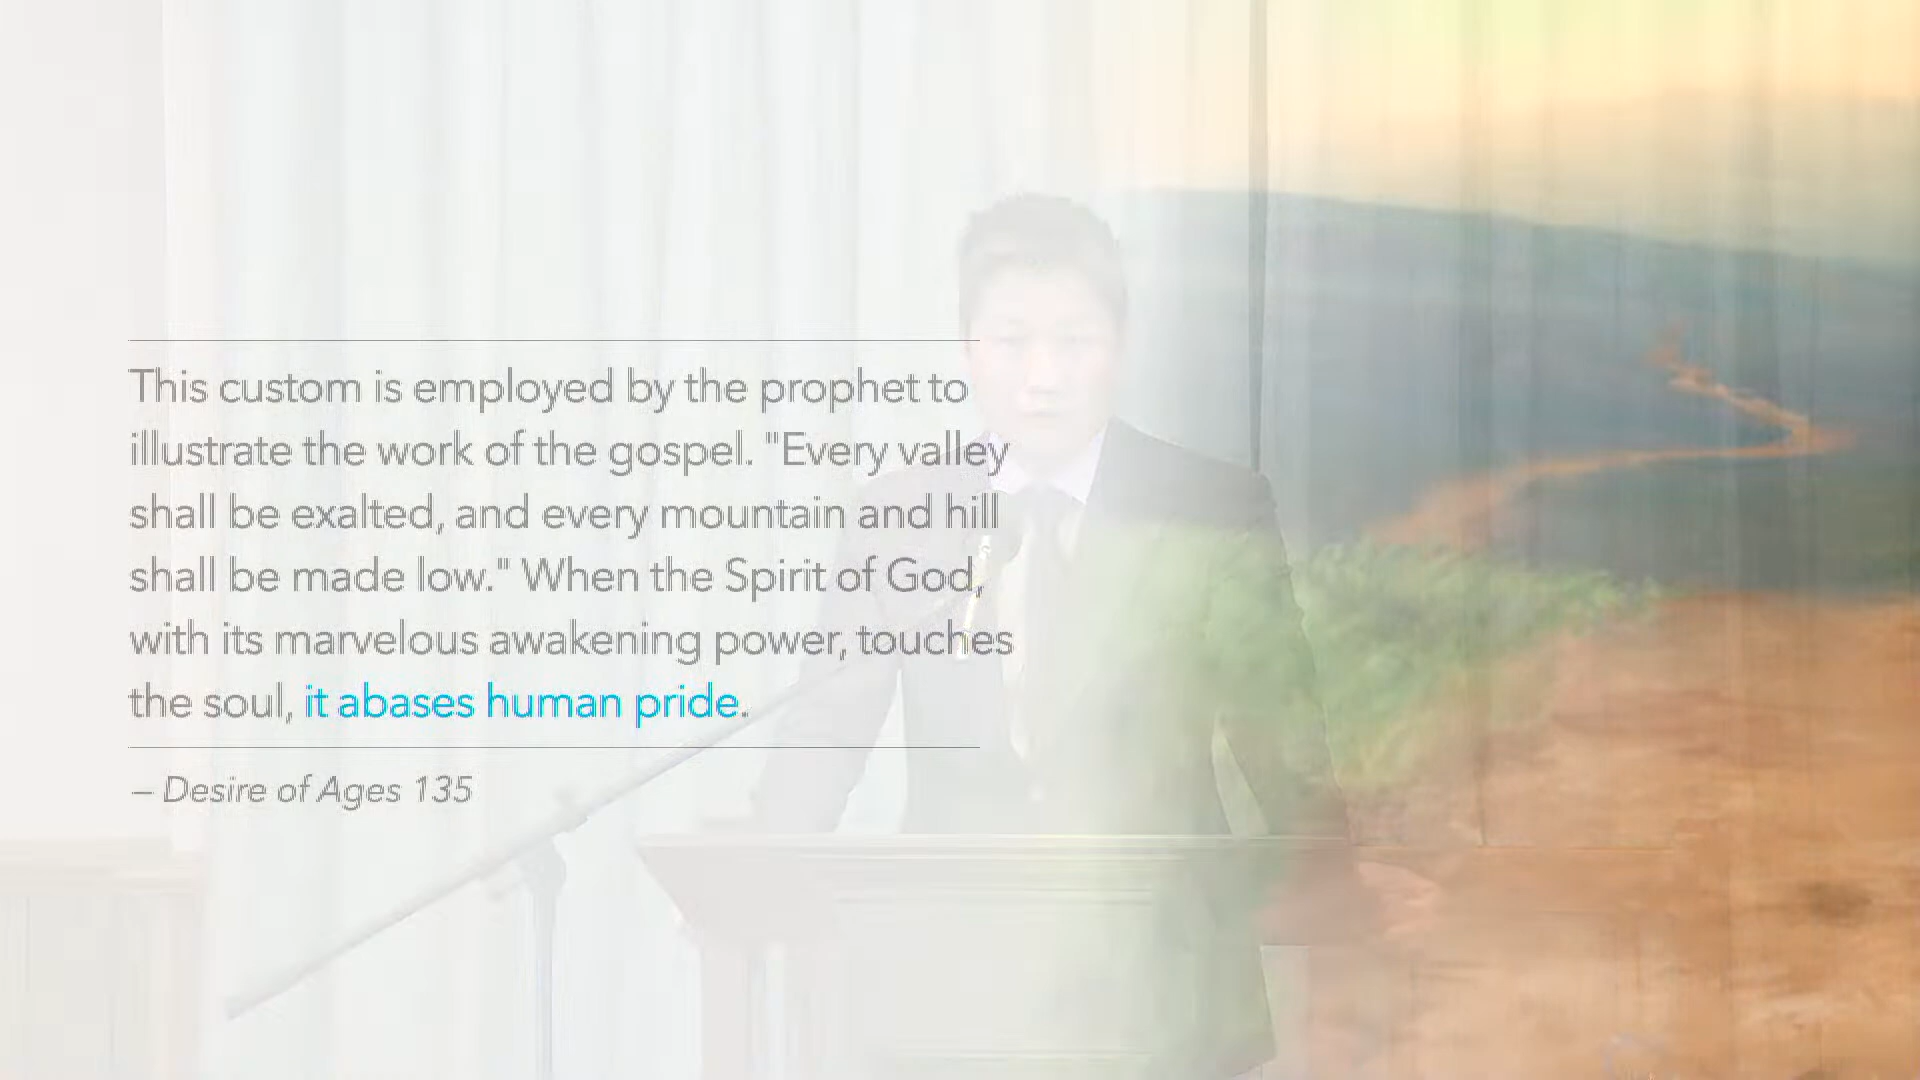 This custom is employed by the prophet to
illustrate the work of the gospel. "Every valley
shall be exalted, and every mountain and hill
shall be made low." When the Spirit of God,
with its marvelous awakening power, touches
the soul, it abases human pride.
– Desire of Ages 135